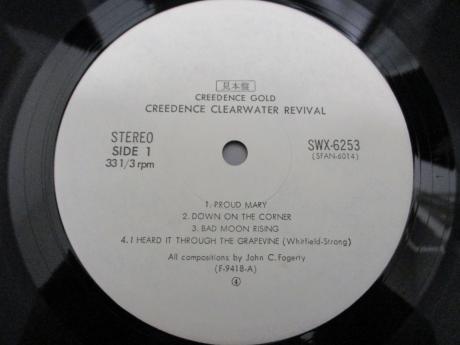 見本盤
CREEDENCE GOLD
CREEDENCE CLEARWATER REVIVAL
STEREO
SIDE 1
33 1/3 rpm
SWX-6253
(SFAN-6014)
1. PROUD MARY
2. DOWN ON THE CORNER
3. BAD MOON RISING
4. I HEARD IT THROUGH THE GRAPEVINE (Whitfield-Strong)
All compositions by John C. Fogerty
(F-9418-A)
④